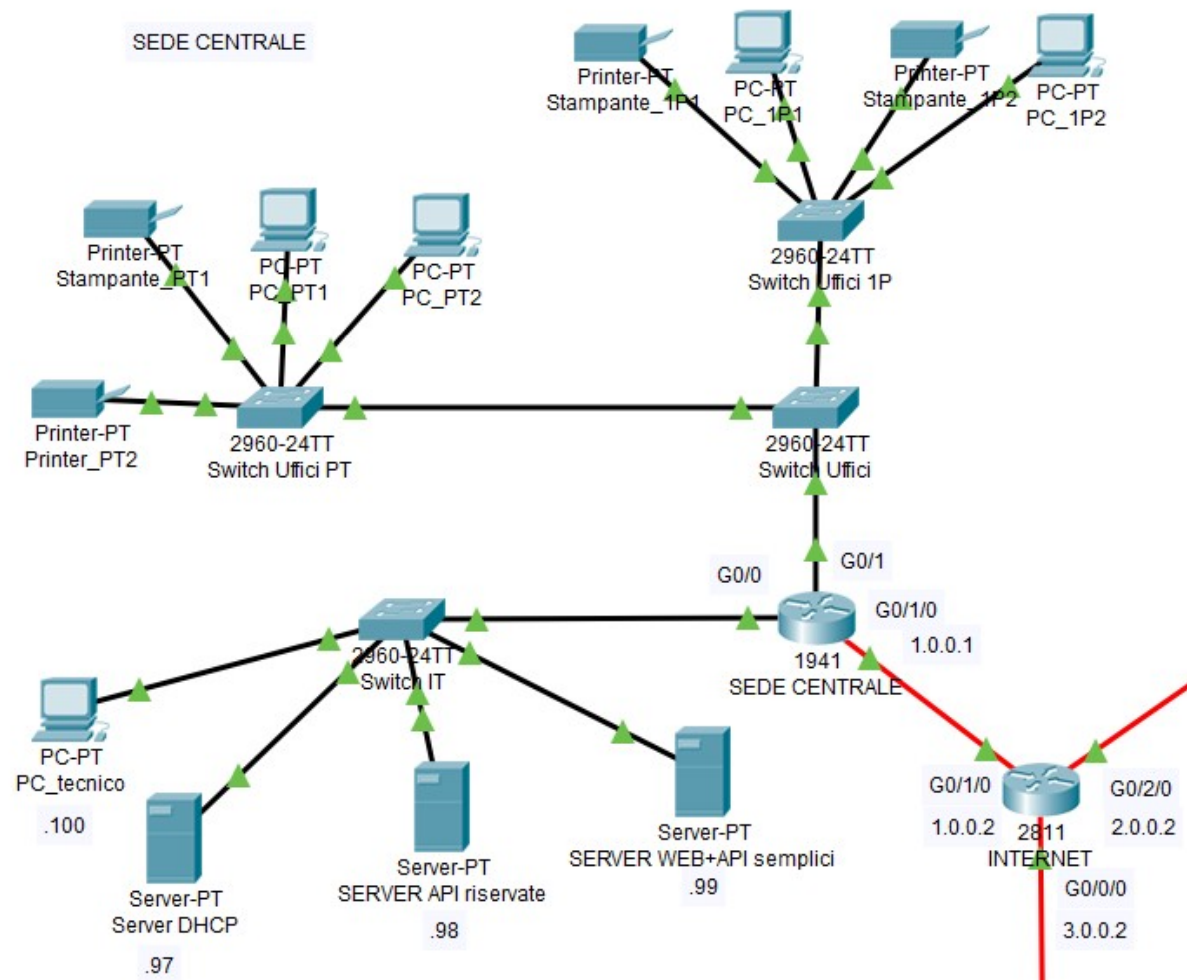 SEDE CENTRALE
Printer-PT
Stampante_1P1
PC-PT
PC_1P1
Printer-PT
Stampante_1P2
PC-PT
PC_1P2
2960-24TT
Switch Uffici 1P
Printer-PT
Stampante_PT1
PC-PT
PC_PT1
PC-PT
PC_PT2
Printer-PT
Printer_PT2
2960-24TT
Switch Uffici PT
2960-24TT
Switch Uffici
G0/0
G0/1
G0/1/0
1.0.0.1
1941
SEDE CENTRALE
2960-24TT
Switch IT
PC-PT
PC_tecnico
.100
Server-PT
Server DHCP
.97
Server-PT
SERVER API riservate
.98
Server-PT
SERVER WEB+API semplici
.99
G0/1/0
1.0.0.2
2811
INTERNET
G0/2/0
2.0.0.2
G0/0/0
3.0.0.2